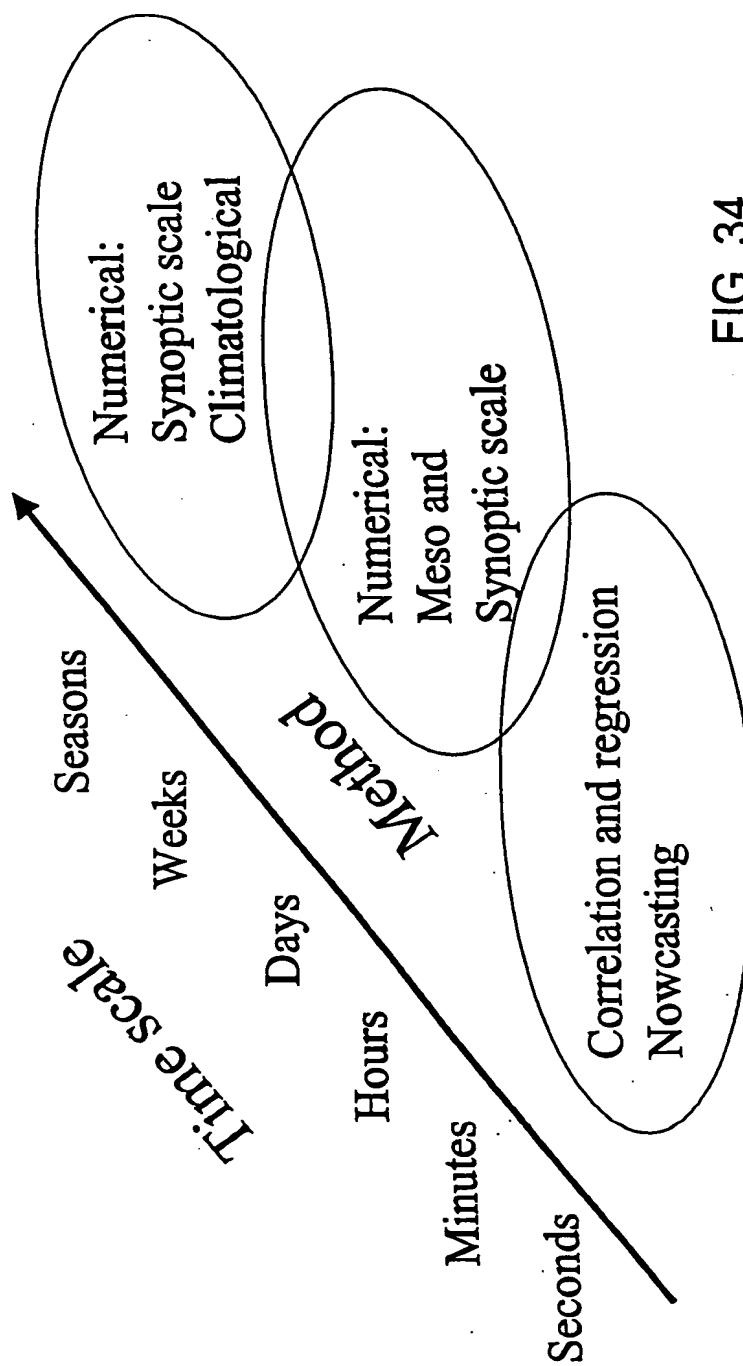 Time scale
Seasons
Weeks
Days
Hours
Minutes
Seconds
Method
Numerical:
Synoptic scale
Climatological
Numerical:
Meso and
Synoptic scale
Correlation and regression
Nowcasting
FIG. 34